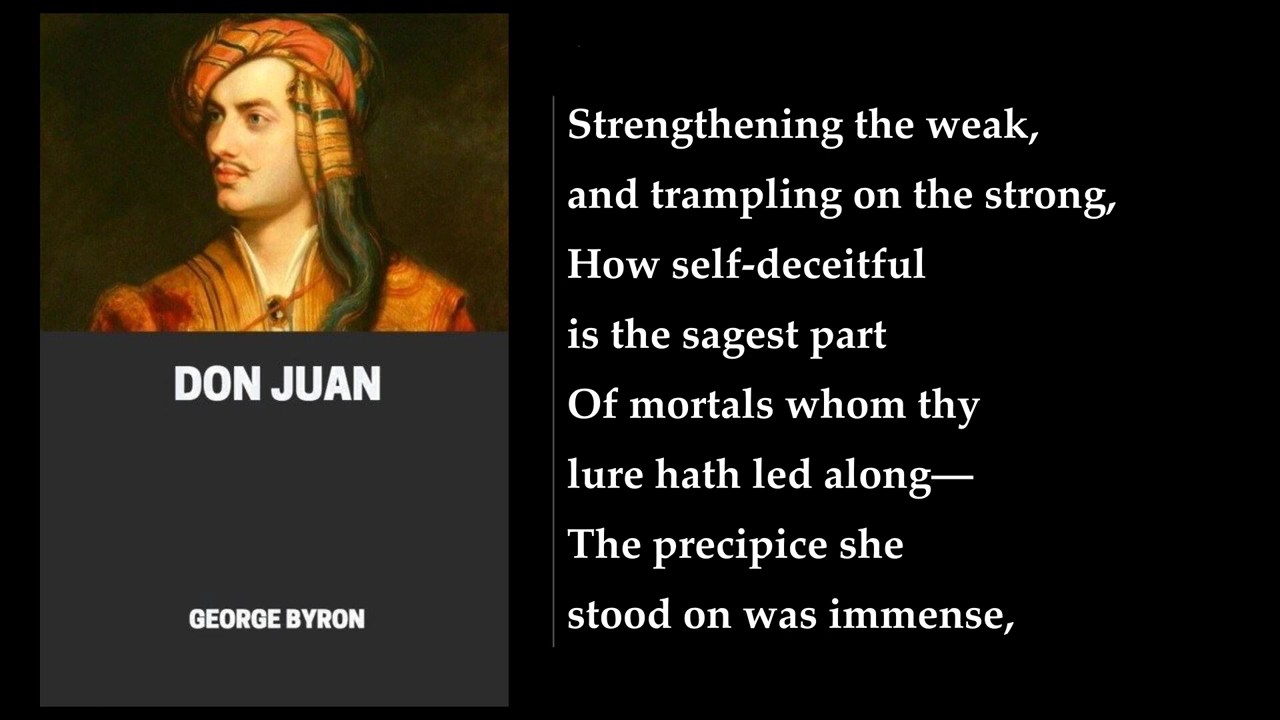 DON JUAN
GEORGE BYRON
Strengthening the weak,
and trampling on the strong,
How self-deceitful
is the sagest part
Of mortals whom thy
lure hath led along—
The precipice she
stood on was immense,